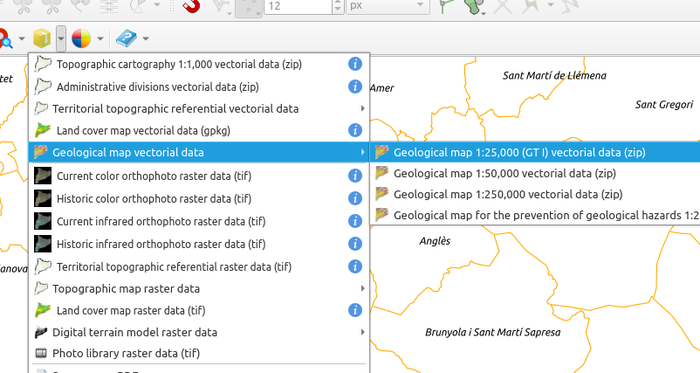 12
px
Topographic cartography 1:1,000 vectorial data (zip)
Administrative divisions vectorial data (zip)
Territorial topographic referential vectorial data
Land cover map vectorial data (gpkg)
Geological map vectorial data
Current color orthophoto raster data (tif)
Historic color orthophoto raster data (tif)
Current infrared orthophoto raster data (tif)
Historic infrared orthophoto raster data (tif)
Territorial topographic referential raster data (tif)
Topographic map raster data
Land cover map raster data (tif)
Digital terrain model raster data
Photo library raster data (tif)
Geological map 1:25,000 (GT I) vectorial data (zip)
Geological map 1:50,000 vectorial data (zip)
Geological map 1:250,000 vectorial data (zip)
Geological map for the prevention of geological hazards 1:2
tet
Amer
Sant Martí de Llémena
Sant Gregori
anova
Anglès
Brunyola i Sant Martí Sapresa